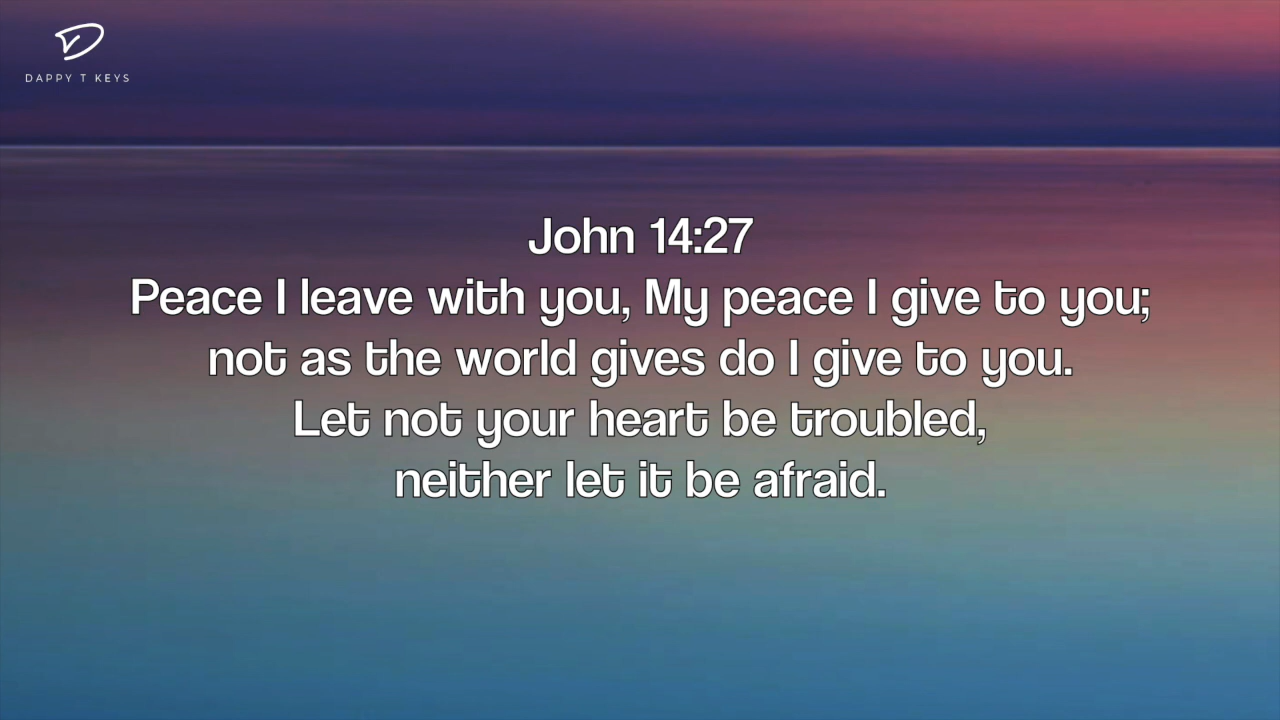 DAPPY T KEYS
John 14:27
Peace I leave with you, My peace I give to you;
not as the world gives do I give to you.
Let not your heart be troubled,
neither let it be afraid.